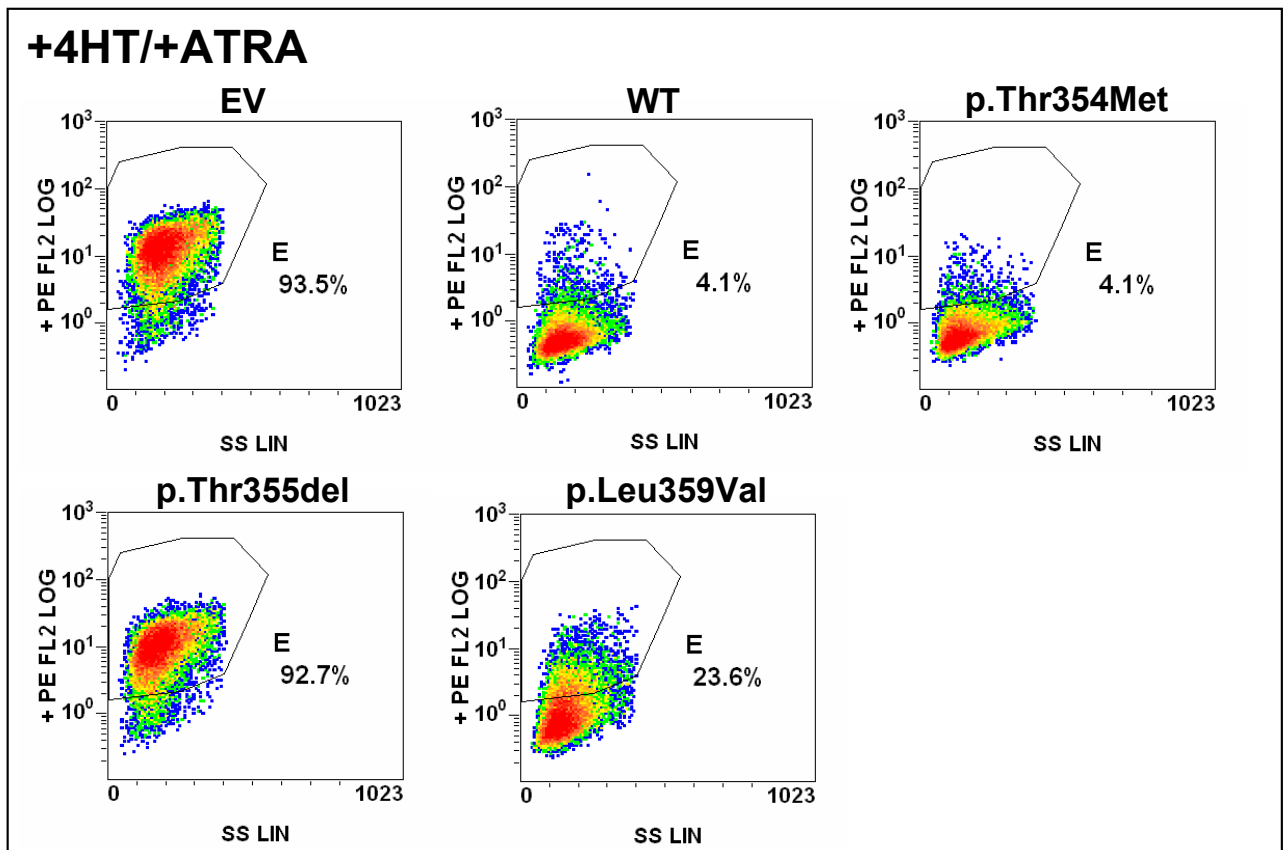 +4HT/+ATRA
EV
10³
10²
10¹
10⁰
+ PE FL2 LOG
E
93.5%
0 1023
SS LIN
WT
10³
10²
10¹
10⁰
+ PE FL2 LOG
E
4.1%
0 1023
SS LIN
p.Thr354Met
10³
10²
10¹
10⁰
+ PE FL2 LOG
E
4.1%
0 1023
SS LIN
p.Thr355del
10³
10²
10¹
10⁰
+ PE FL2 LOG
E
92.7%
0 1023
SS LIN
p.Leu359Val
10³
10²
10¹
10⁰
+ PE FL2 LOG
E
23.6%
0 1023
SS LIN